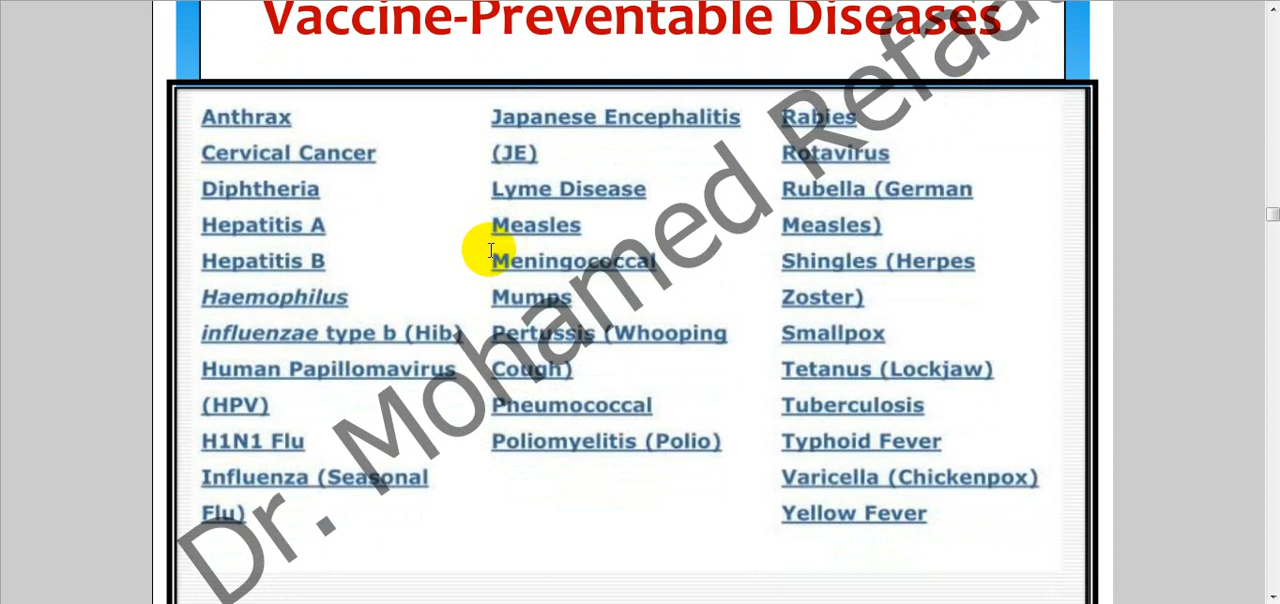 Vaccine-Preventable Diseases
Anthrax
Cervical Cancer
Diphtheria
Hepatitis A
Hepatitis B
Haemophilus
influenzae type b (Hib)
Human Papillomavirus
(HPV)
H1N1 Flu
Influenza (Seasonal
Flu)
Japanese Encephalitis
(JE)
Lyme Disease
Measles
Meningococcal
Mumps
Pertussis (Whooping
Cough)
Pneumococcal
Poliomyelitis (Polio)
Rabies
Rotavirus
Rubella (German
Measles)
Shingles (Herpes
Zoster)
Smallpox
Tetanus (Lockjaw)
Tuberculosis
Typhoid Fever
Varicella (Chickenpox)
Yellow Fever
Dr. Mohamed